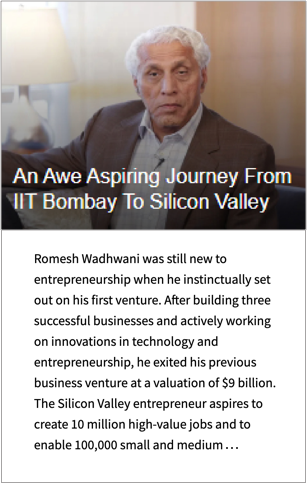 An Awe Aspiring Journey From
IIT Bombay To Silicon Valley
Romesh Wadhwani was still new to
entrepreneurship when he instinctually set
out on his first venture. After building three
successful businesses and actively working
on innovations in technology and
entrepreneurship, he exited his previous
business venture at a valuation of $9 billion.
The Silicon Valley entrepreneur aspires to
create 10 million high-value jobs and to
enable 100,000 small and medium ...